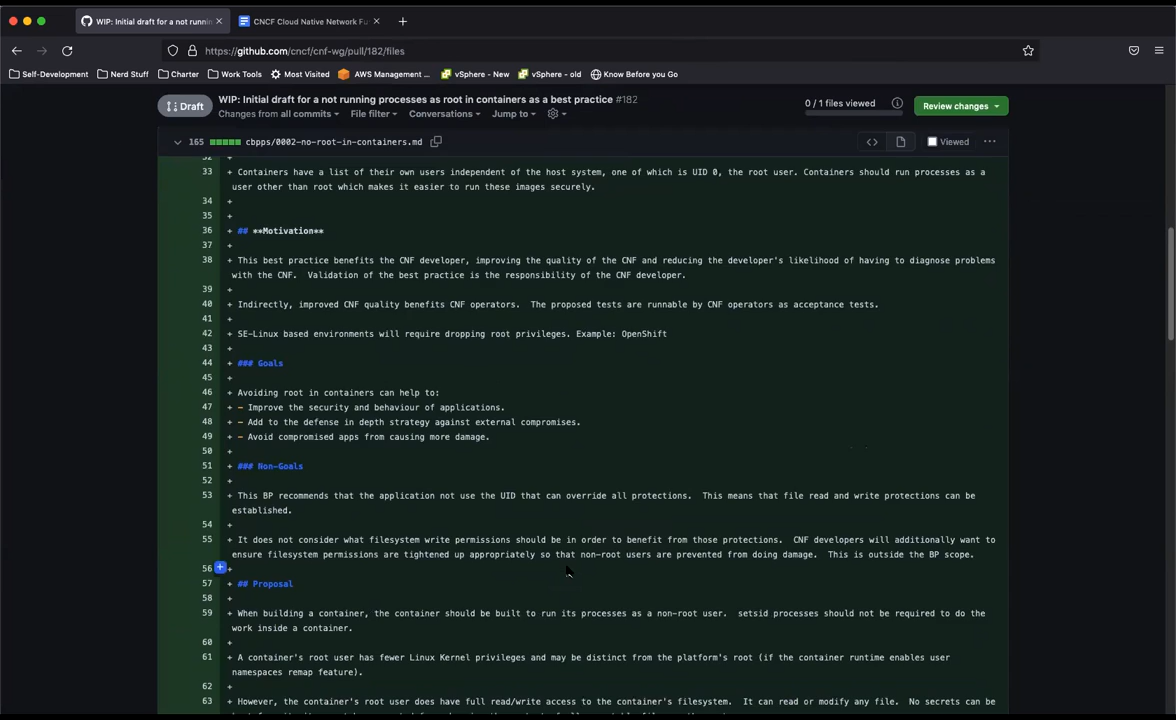 WIP: Initial draft for a not runnin
CNCF Cloud Native Network Fu
https://github.com/cncf/cnf-wg/pull/182/files
Self-Development Nerd Stuff Charter Work Tools Most Visited AWS Management ... vSphere - New vSphere - old Know Before you Go
Draft
WIP: Initial draft for a not running processes as root in containers as a best practice #182
Changes from all commits File filter Conversations Jump to
0 / 1 files viewed
Review changes
165 cbpps/0002-no-root-in-containers.md
Viewed
32 +
33 + Containers have a list of their own users independent of the host system, one of which is UID 0, the root user. Containers should run processes as a
user other than root which makes it easier to run these images securely.
34 +
35 +
36 + ## **Motivation**
37 +
38 + This best practice benefits the CNF developer, improving the quality of the CNF and reducing the developer's likelihood of having to diagnose problems
with the CNF. Validation of the best practice is the responsibility of the CNF developer.
39 +
40 + Indirectly, improved CNF quality benefits CNF operators. The proposed tests are runnable by CNF operators as acceptance tests.
41 +
42 + SE-Linux based environments will require dropping root privileges. Example: OpenShift
43 +
44 + ### Goals
45 +
46 + Avoiding root in containers can help to:
47 + - Improve the security and behaviour of applications.
48 + - Add to the defense in depth strategy against external compromises.
49 + - Avoid compromised apps from causing more damage.
50 +
51 + ### Non-Goals
52 +
53 + This BP recommends that the application not use the UID that can override all protections. This means that file read and write protections can be
established.
54 +
55 + It does not consider what filesystem write permissions should be in order to benefit from those protections. CNF developers will additionally want to
ensure filesystem permissions are tightened up appropriately so that non-root users are prevented from doing damage. This is outside the BP scope.
56 +
57 + ## Proposal
58 +
59 + When building a container, the container should be built to run its processes as a non-root user. setsid processes should not be required to do the
work inside a container.
60 +
61 + A container's root user has fewer Linux Kernel privileges and may be distinct from the platform's root (if the container runtime enables user
namespaces remap feature).
62 +
63 + However, the container's root user does have full read/write access to the container's filesystem. It can read or modify any file. No secrets can be